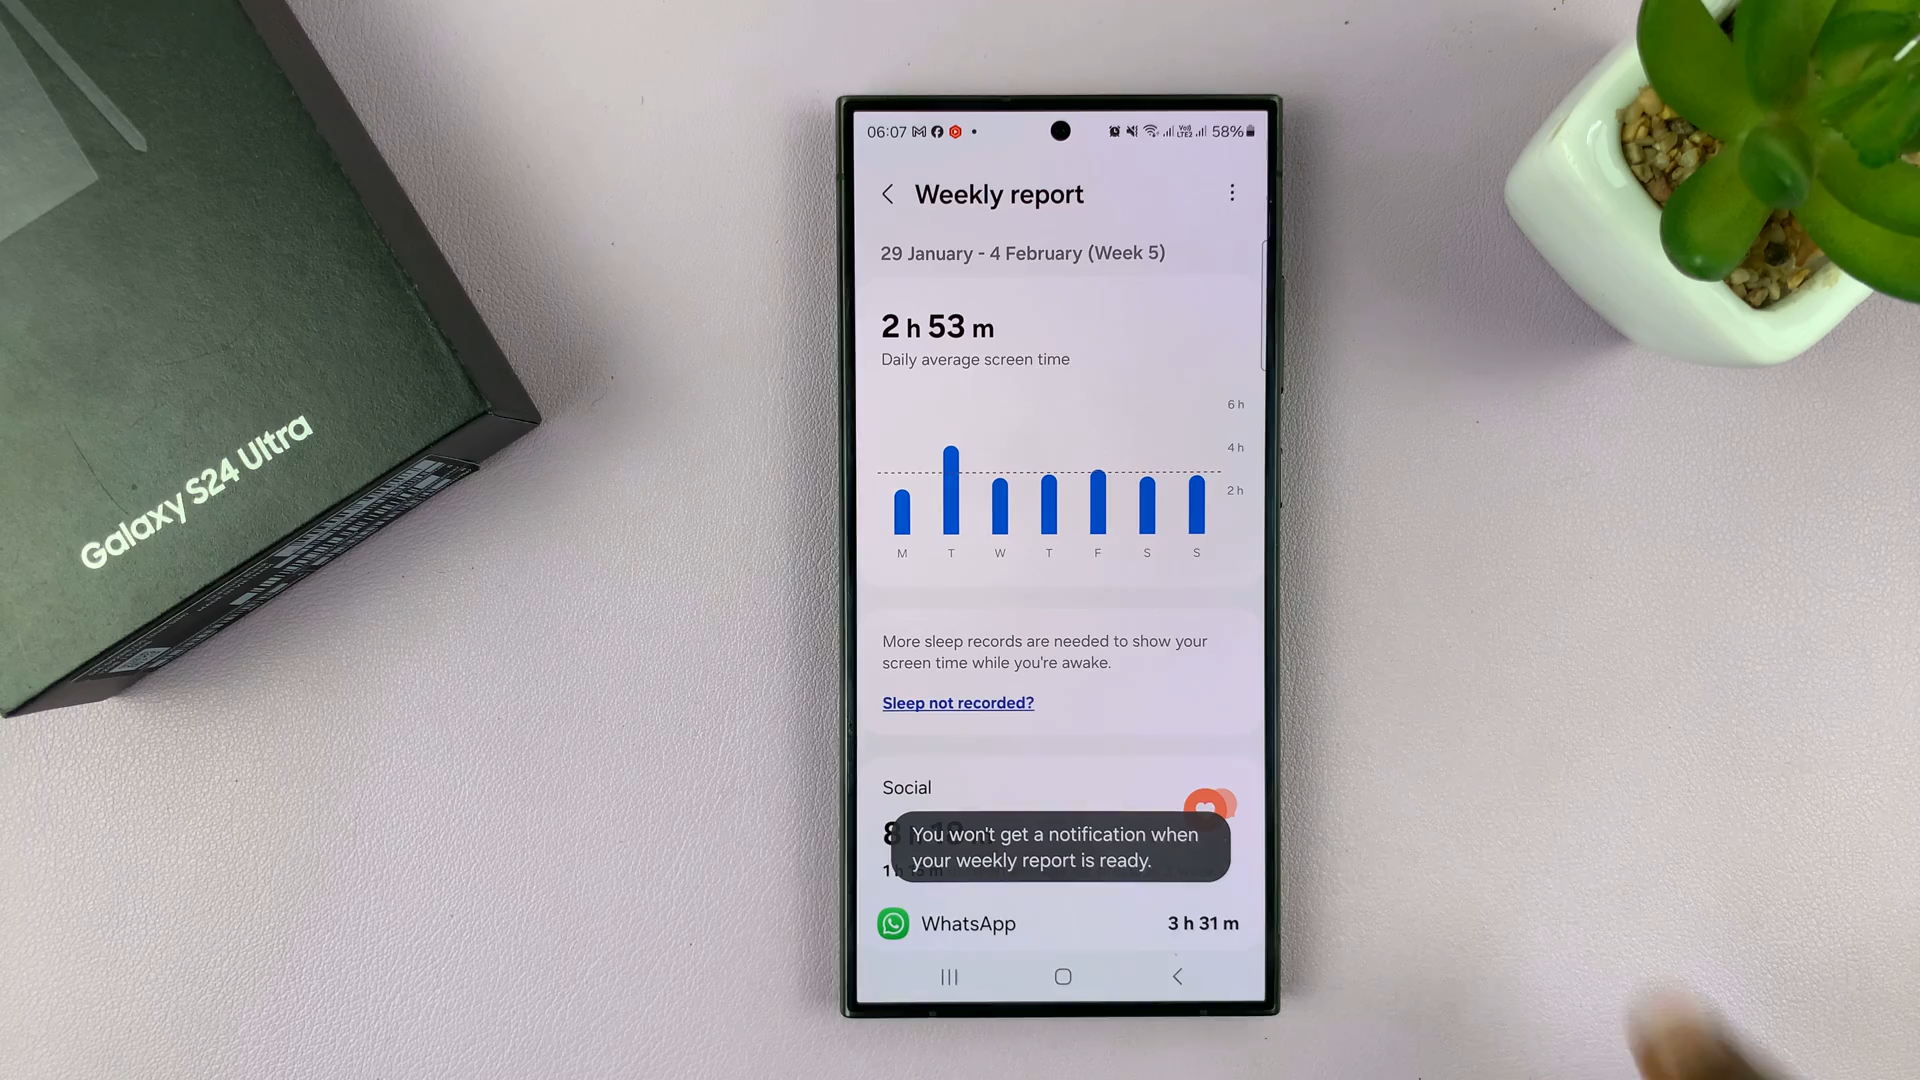 Galaxy S24 Ultra
06:07
58%
Weekly report
29 January - 4 February (Week 5)
2 h 53 m
Daily average screen time
6 h
4 h
2 h
M T W T F S S
More sleep records are needed to show your
screen time while you're awake.
Sleep not recorded?
Social
You won't get a notification when
your weekly report is ready.
WhatsApp 3 h 31 m